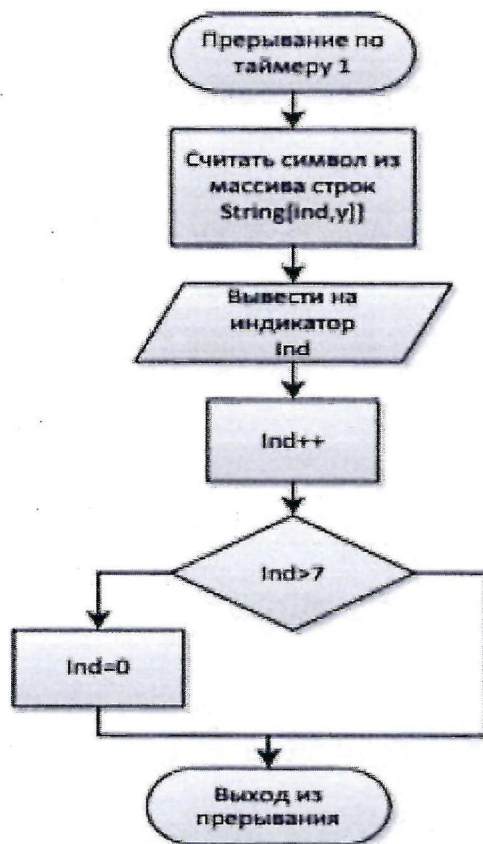 Прерывание по
таймеру 1
Считать символ из
массива строк
String[ind,y]]
Вывести на
индикатор
Ind
Ind++
Ind>7
Ind=0
Выход из
прерывания